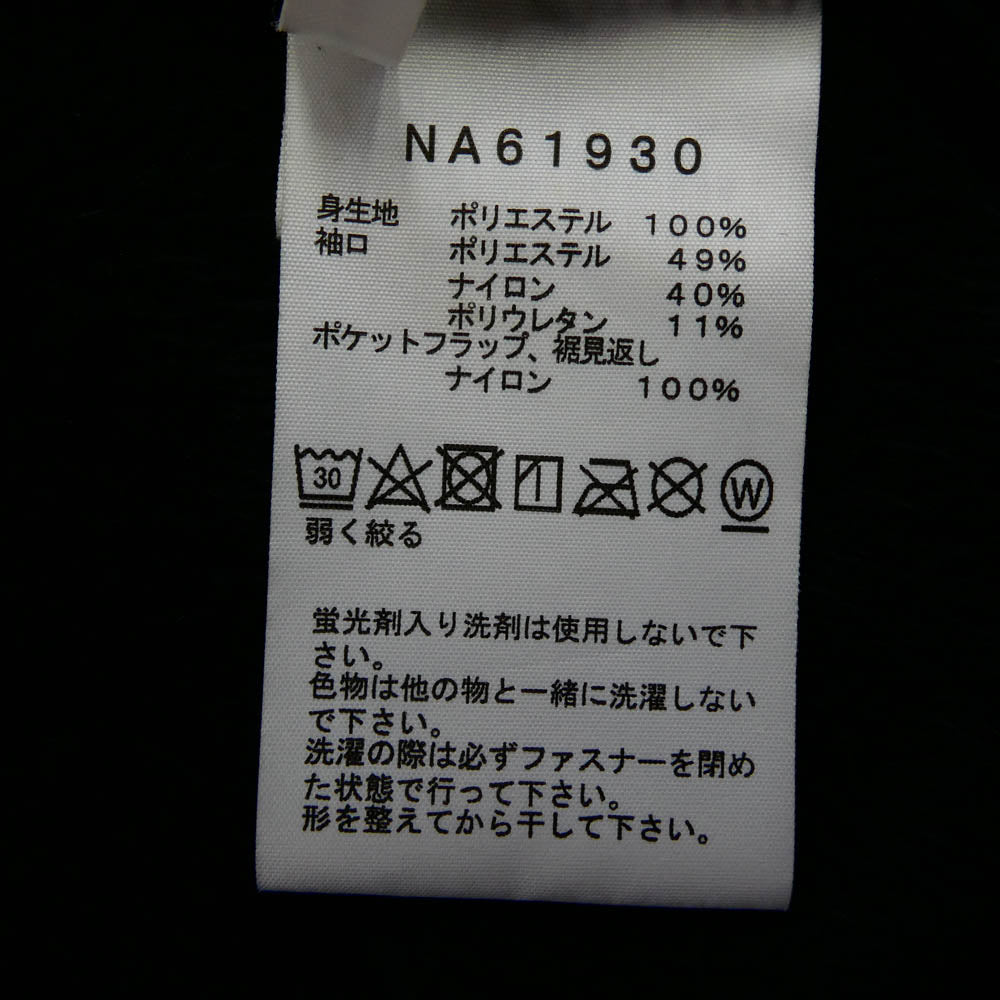 NA61930
身生地 ポリエステル 100%
袖口 ポリエステル 49%
ナイロン 40%
ポリウレタン 11%
ポケットフラップ、裾見返し
ナイロン 100%
30 W
弱く絞る
蛍光剤入り洗剤は使用しないで下
さい。
色物は他の物と一緒に洗濯しない
で下さい。
洗濯の際は必ずファスナーを閉め
た状態で行って下さい。
形を整えてから干して下さい。